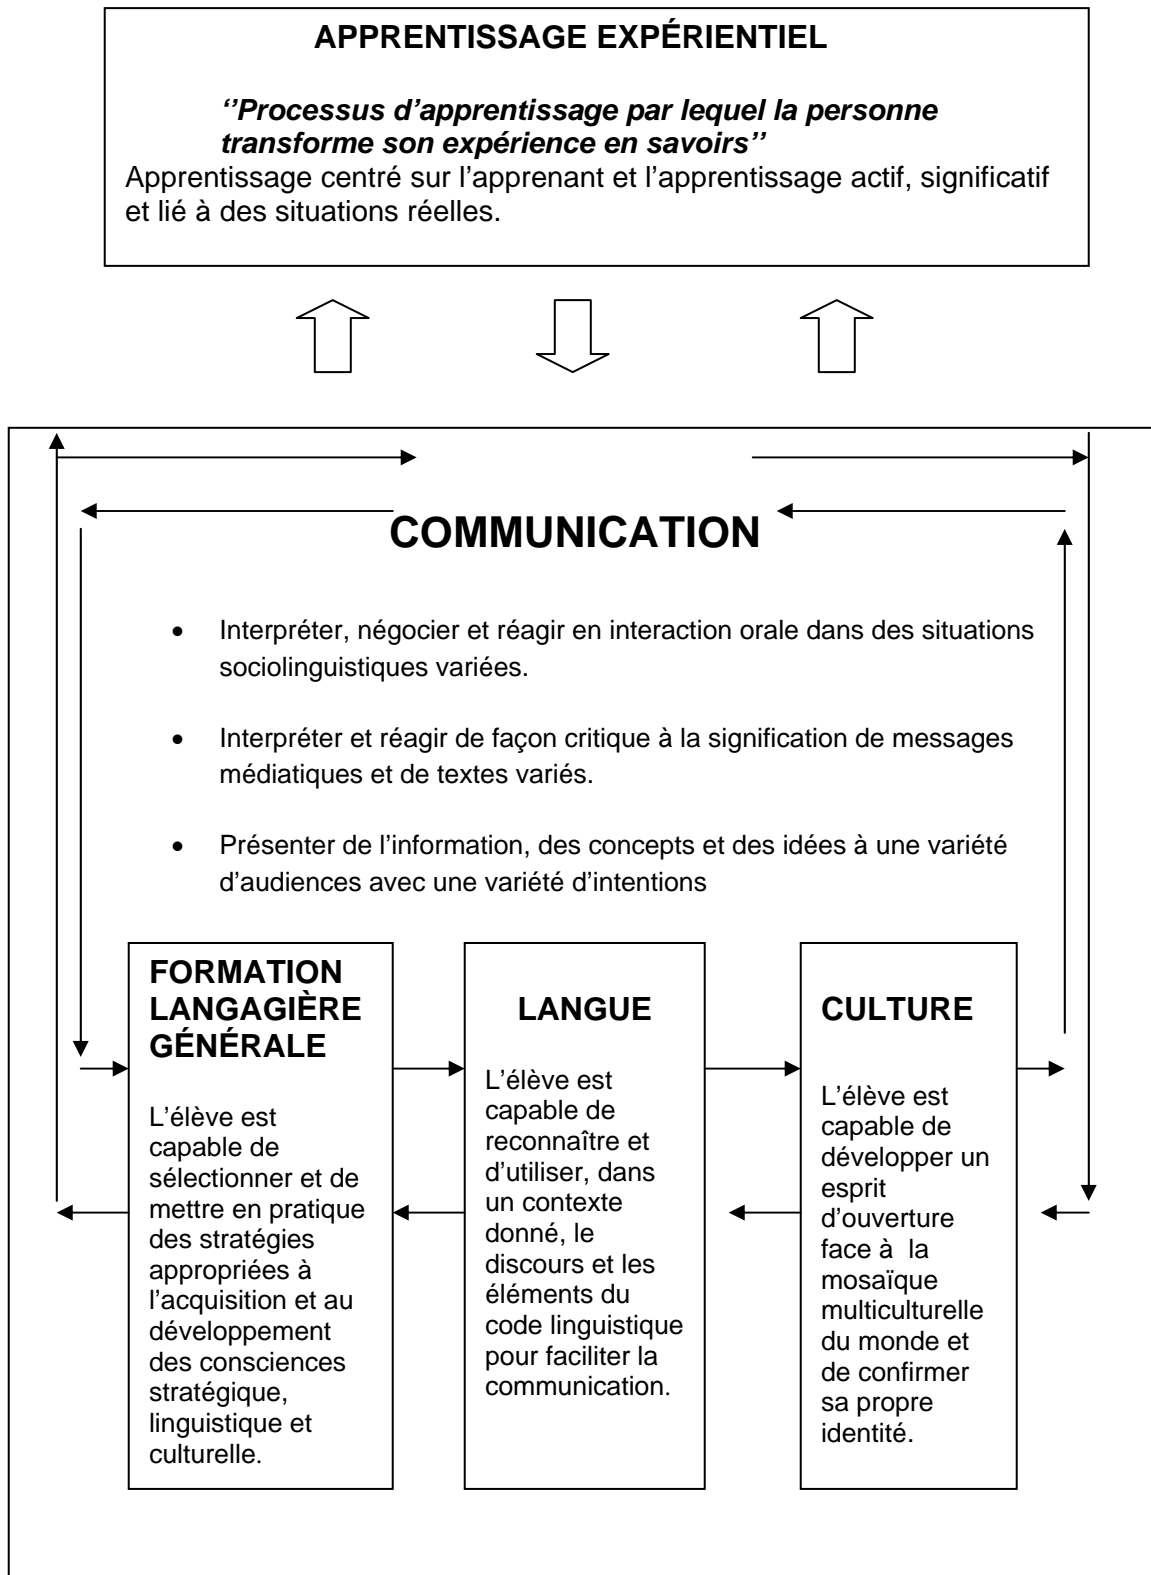 APPRENTISSAGE EXPÉRIENTIEL
‘’Processus d’apprentissage par lequel la personne
transforme son expérience en savoirs’’
Apprentissage centré sur l’apprenant et l’apprentissage actif, significatif
et lié à des situations réelles.
COMMUNICATION
• Interpréter, négocier et réagir en interaction orale dans des situations
sociolinguistiques variées.
• Interpréter et réagir de façon critique à la signification de messages
médiatiques et de textes variés.
• Présenter de l’information, des concepts et des idées à une variété
d’audiences avec une variété d’intentions
FORMATION
LANGAGIÈRE
GÉNÉRALE
L’élève est
capable de
sélectionner et de
mettre en pratique
des stratégies
appropriées à
l’acquisition et au
développement
des consciences
stratégique,
linguistique et
culturelle.
LANGUE
L’élève est
capable de
reconnaître et
d’utiliser, dans
un contexte
donné, le
discours et les
éléments du
code linguistique
pour faciliter la
communication.
CULTURE
L’élève est
capable de
développer un
esprit
d’ouverture
face à  la
mosaïque
multiculturelle
du monde et
de confirmer
sa propre
identité.